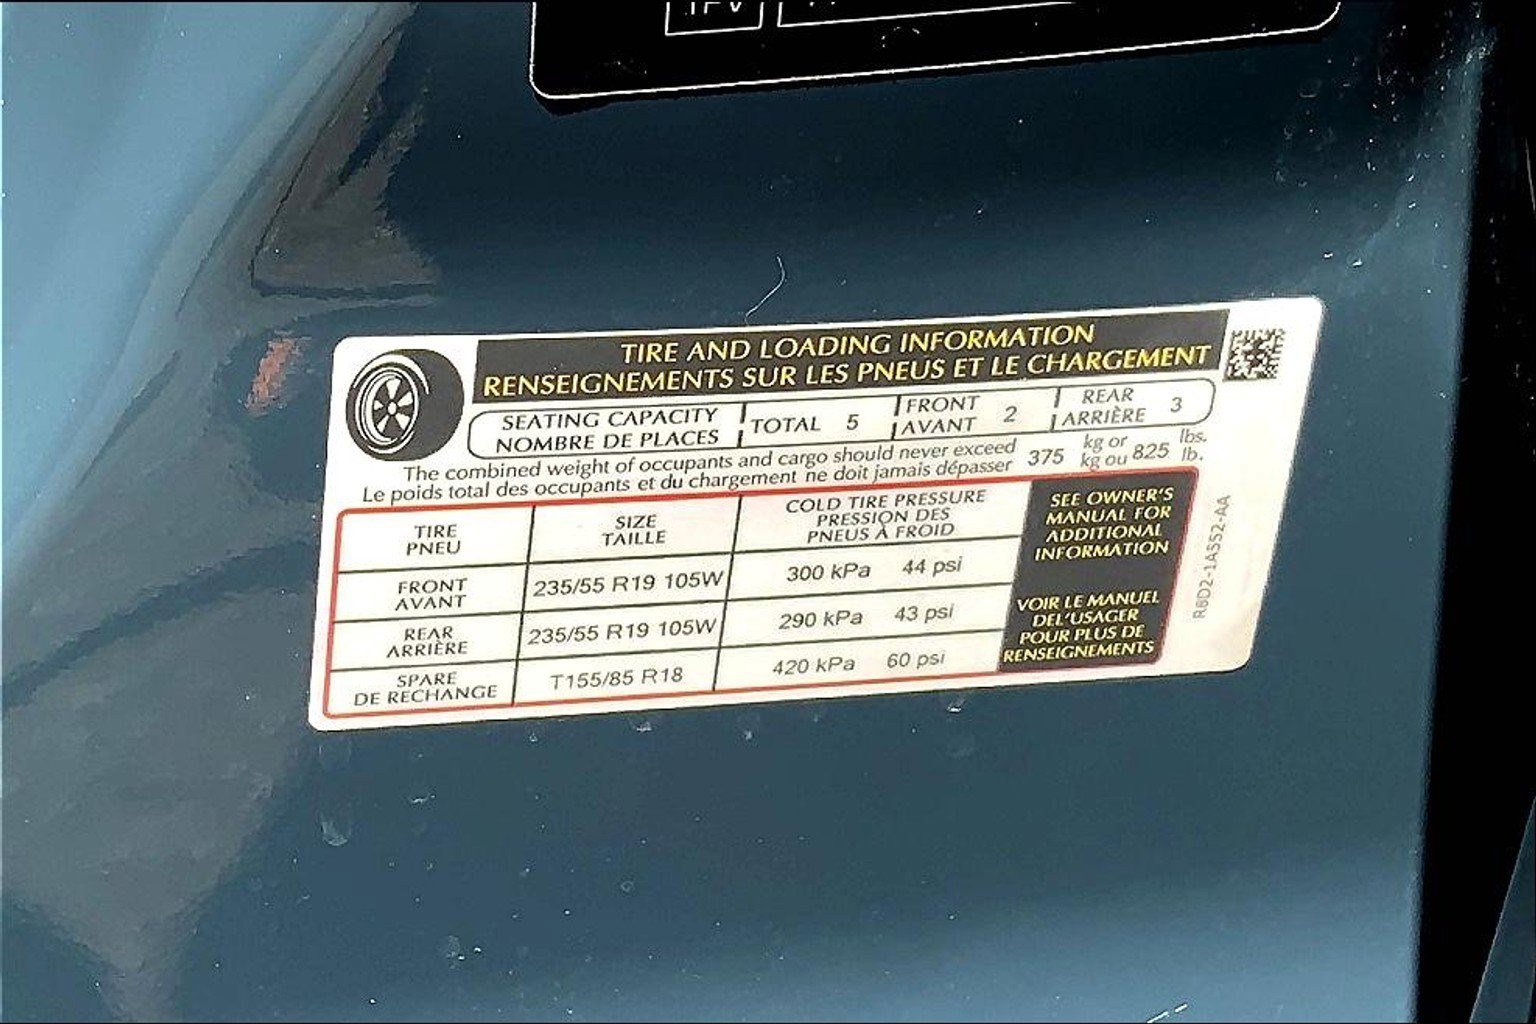 TIRE AND LOADING INFORMATION
RENSEIGNEMENTS SUR LES PNEUS ET LE CHARGEMENT
SEATING CAPACITY
NOMBRE DE PLACES
TOTAL 5
FRONT
AVANT 2
REAR
ARRIÈRE 3
The combined weight of occupants and cargo should never exceed 375 kg or 825 lbs.
Le poids total des occupants et du chargement ne doit jamais dépasser kg ou lb.
TIRE
PNEU
SIZE
TAILLE
COLD TIRE PRESSURE
PRESSION DES
PNEUS À FROID
FRONT
AVANT
235/55 R19 105W
300 kPa 44 psi
REAR
ARRIÈRE
235/55 R19 105W
290 kPa 43 psi
SPARE
DE RECHANGE
T155/85 R18
420 kPa 60 psi
SEE OWNER'S
MANUAL FOR
ADDITIONAL
INFORMATION
VOIR LE MANUEL
DEL'USAGER
POUR PLUS DE
RENSEIGNEMENTS